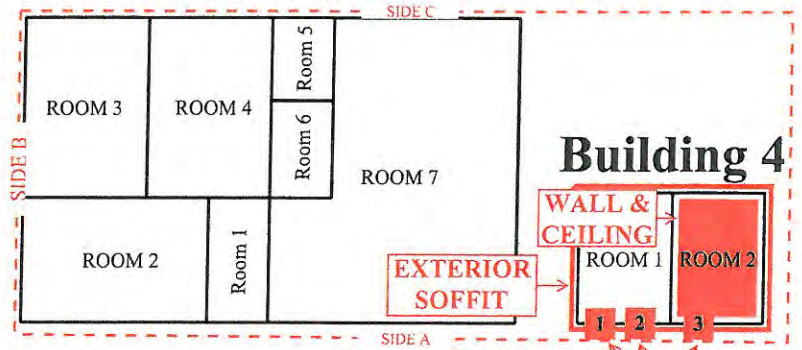 SIDE C
ROOM 3
ROOM 4
Room 5
Room 6
ROOM 7
SIDE B
ROOM 2
Room 1
Building 4
WALL &
CEILING
ROOM 1
ROOM 2
EXTERIOR
SOFFIT
1
2
3
SIDE A